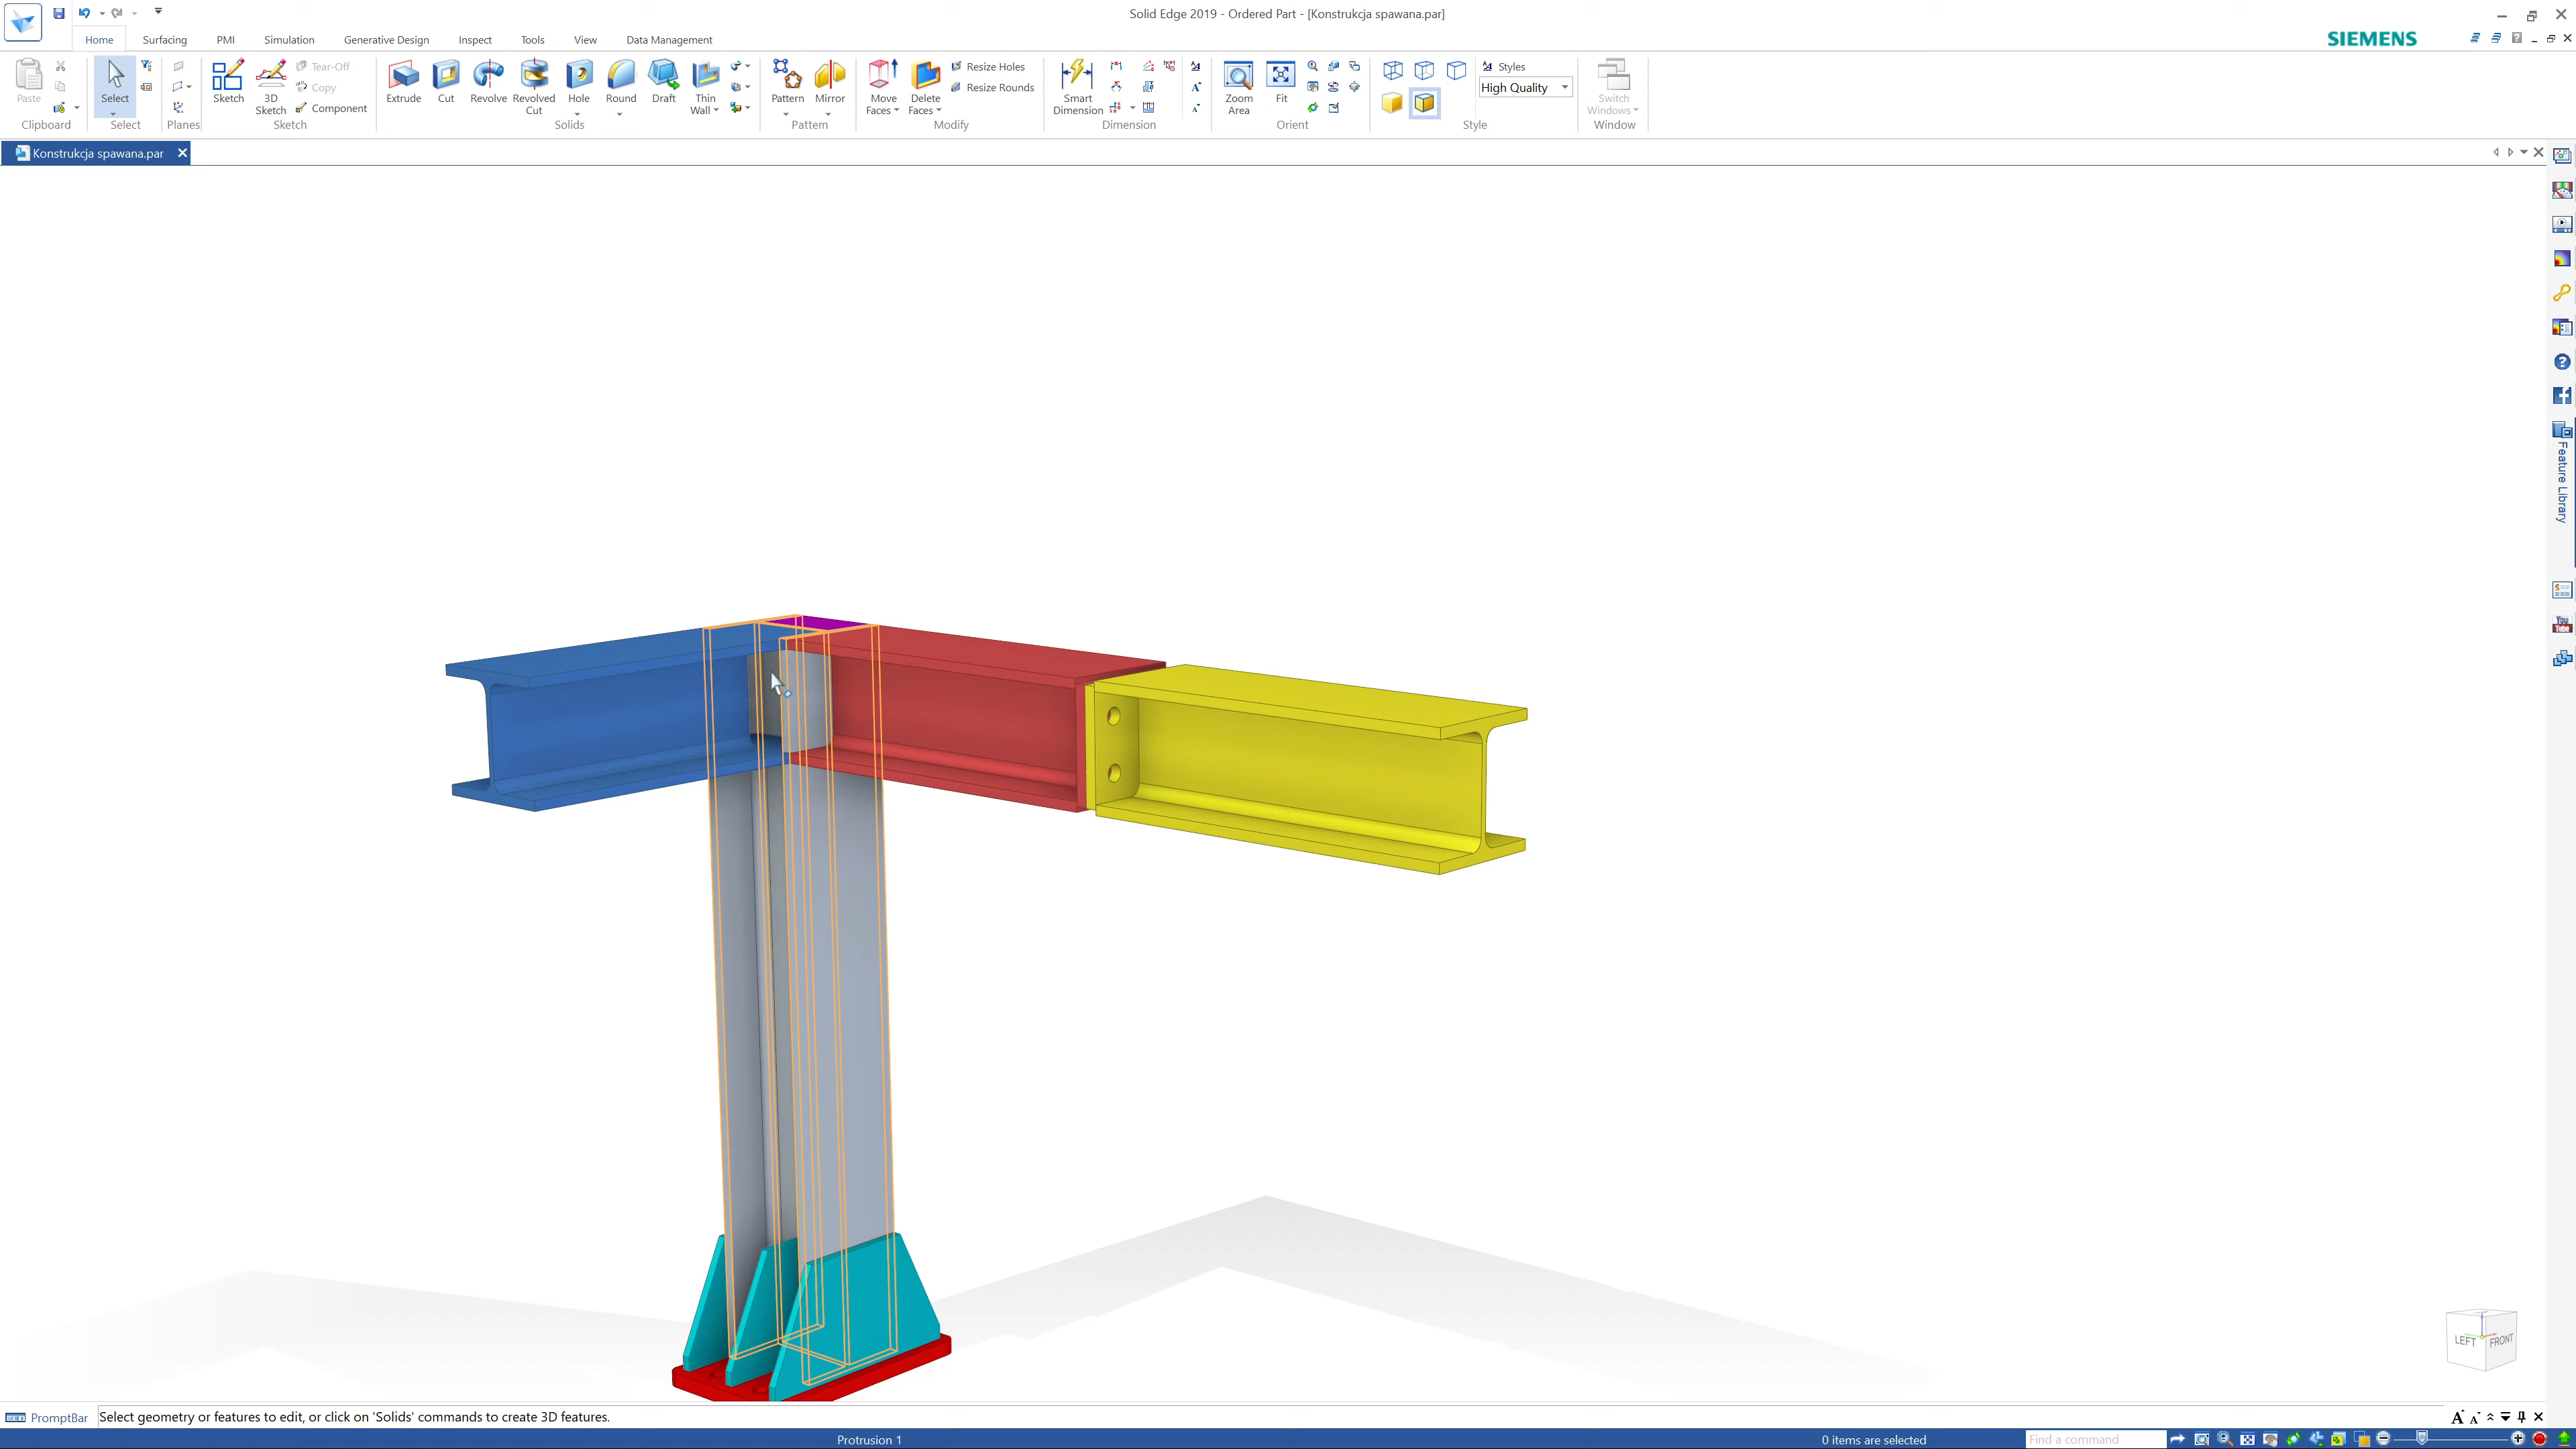 Solid Edge 2019 - Ordered Part - [Konstrukcja spawana.par]
Home Surfacing PMI Simulation Generative Design Inspect Tools View Data Management
SIEMENS
Paste
Clipboard
Select
Select
Planes
Sketch
3D Sketch
Tear-Off
Copy
Component
Sketch
Extrude
Cut
Revolve
Revolved Cut
Hole
Round
Draft
Thin Wall
Solids
Pattern
Mirror
Pattern
Move Faces
Delete Faces
Resize Holes
Resize Rounds
Modify
Smart Dimension
Dimension
Zoom Area
Fit
Orient
Styles
High Quality
Style
Switch Windows
Window
Konstrukcja spawana.par
Feature Library
You
LEFT FRONT
PromptBar Select geometry or features to edit, or click on 'Solids' commands to create 3D features.
Protrusion 1
0 items are selected
Find a command